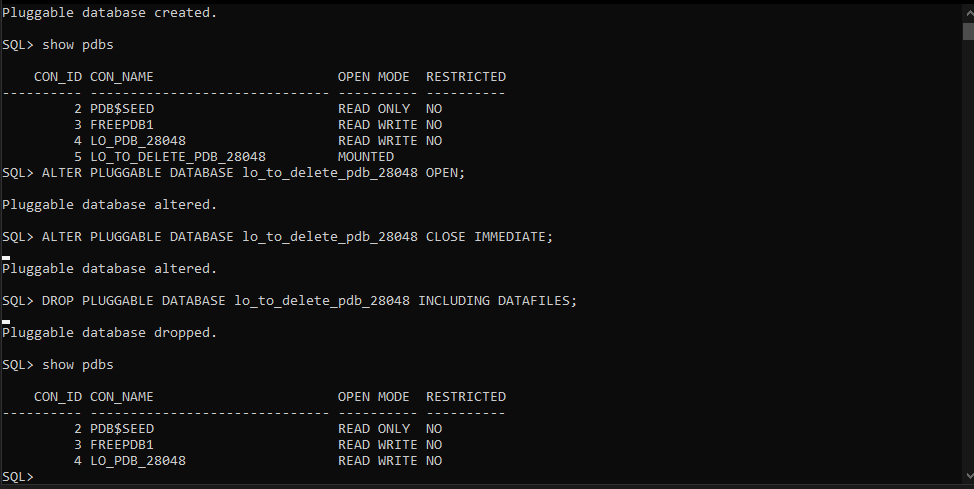 Pluggable database created.
SQL> show pdbs
CON_ID CON_NAME OPEN MODE RESTRICTED
---------- ------------------------------ ---------- ----------
2 PDB$SEED READ ONLY NO
3 FREEPDB1 READ WRITE NO
4 LO_PDB_28048 READ WRITE NO
5 LO_TO_DELETE_PDB_28048 MOUNTED
SQL> ALTER PLUGGABLE DATABASE lo_to_delete_pdb_28048 OPEN;
Pluggable database altered.
SQL> ALTER PLUGGABLE DATABASE lo_to_delete_pdb_28048 CLOSE IMMEDIATE;
Pluggable database altered.
SQL> DROP PLUGGABLE DATABASE lo_to_delete_pdb_28048 INCLUDING DATAFILES;
Pluggable database dropped.
SQL> show pdbs
CON_ID CON_NAME OPEN MODE RESTRICTED
---------- ------------------------------ ---------- ----------
2 PDB$SEED READ ONLY NO
3 FREEPDB1 READ WRITE NO
4 LO_PDB_28048 READ WRITE NO
SQL>